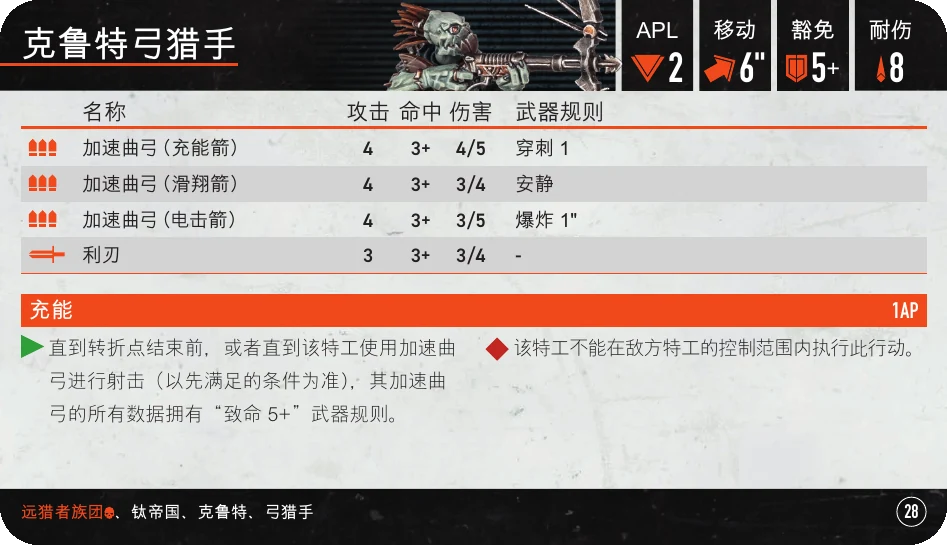 克鲁特弓猎手
APL 移动 豁免 耐伤
2 6" 5+ 8
名称 攻击 命中 伤害 武器规则
加速曲弓（充能箭） 4 3+ 4/5 穿刺 1
加速曲弓（滑翔箭） 4 3+ 3/4 安静
加速曲弓（电击箭） 4 3+ 3/5 爆炸 1"
利刃 3 3+ 3/4 -
充能 1AP
直到转折点结束前，或者直到该特工使用加速曲
弓进行射击（以先满足的条件为准），其加速曲
弓的所有数据拥有“致命 5+”武器规则。
该特工不能在敌方特工的控制范围内执行此行动。
远猎者族团、钛帝国、克鲁特、弓猎手
28